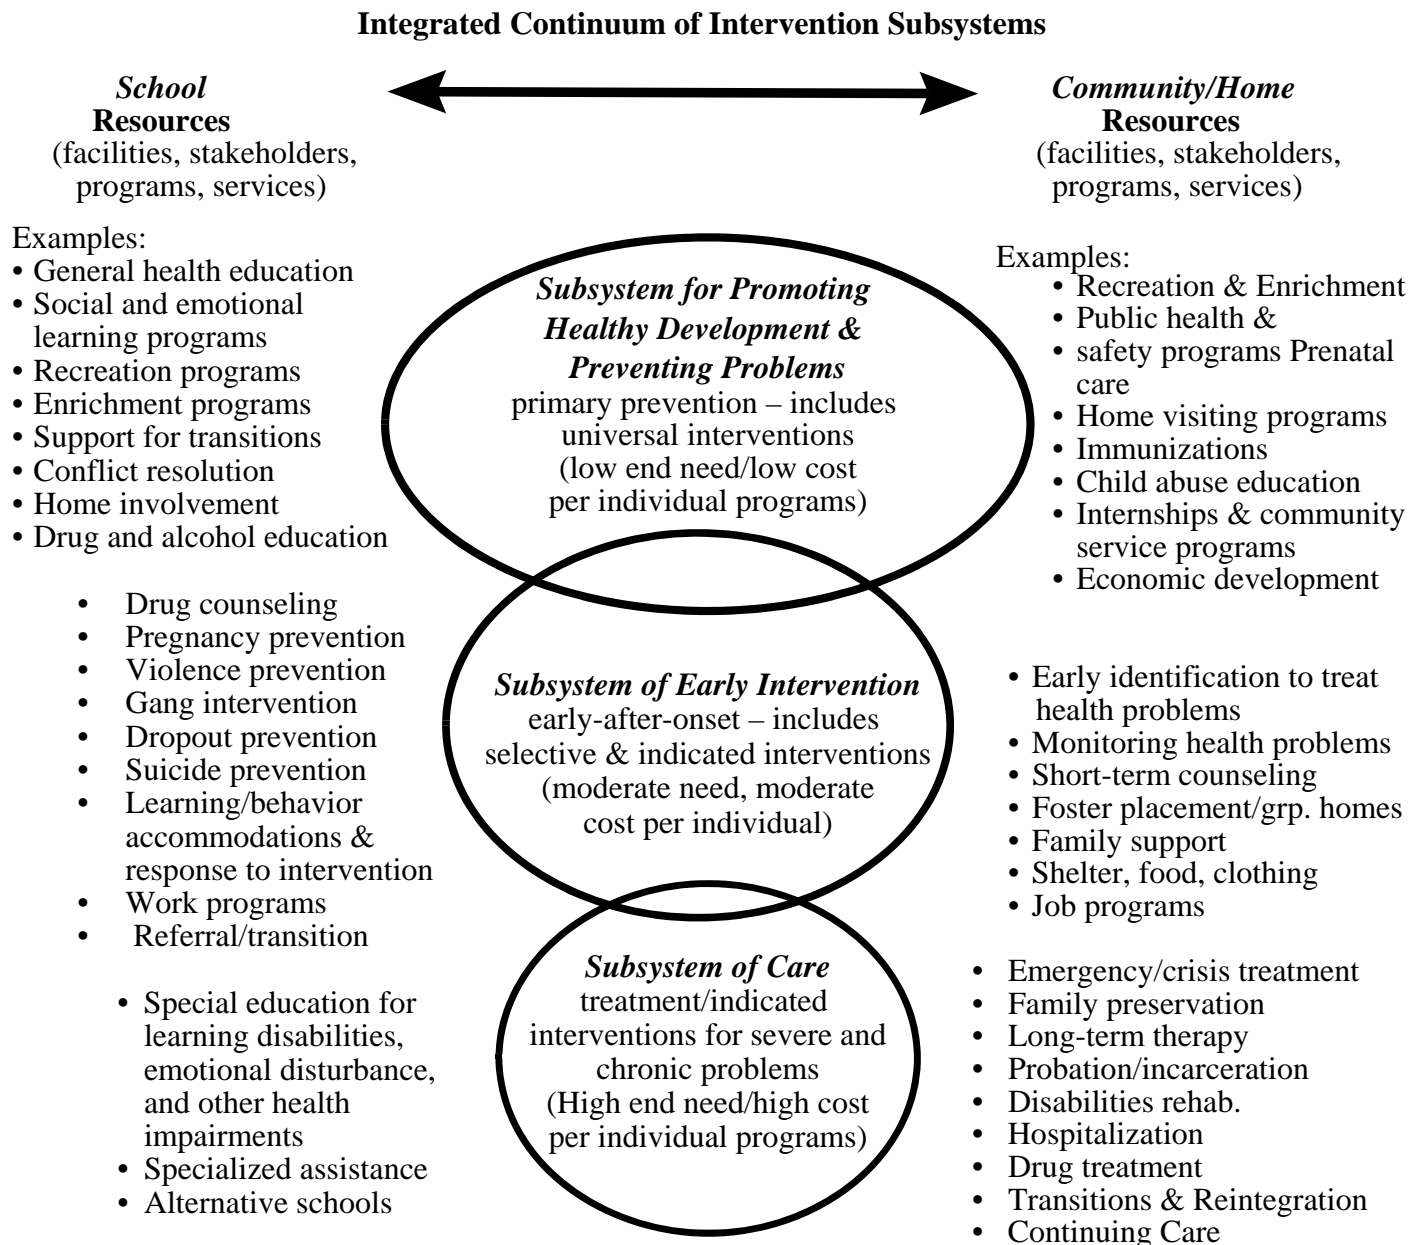 Integrated Continuum of Intervention Subsystems
School
Resources
(facilities, stakeholders,
programs, services)
Community/Home
Resources
(facilities, stakeholders,
programs, services)
Examples:
• General health education
• Social and emotional
learning programs
• Recreation programs
• Enrichment programs
• Support for transitions
• Conflict resolution
• Home involvement
• Drug and alcohol education
Subsystem for Promoting
Healthy Development &
Preventing Problems
primary prevention – includes
universal interventions
(low end need/low cost
per individual programs)
Examples:
• Recreation & Enrichment
• Public health &
• safety programs Prenatal
care
• Home visiting programs
• Immunizations
• Child abuse education
• Internships & community
service programs
• Economic development
• Drug counseling
• Pregnancy prevention
• Violence prevention
• Gang intervention
• Dropout prevention
• Suicide prevention
• Learning/behavior
accommodations &
response to intervention
• Work programs
• Referral/transition
Subsystem of Early Intervention
early-after-onset – includes
selective & indicated interventions
(moderate need, moderate
cost per individual)
• Early identification to treat
health problems
• Monitoring health problems
• Short-term counseling
• Foster placement/grp. homes
• Family support
• Shelter, food, clothing
• Job programs
• Special education for
learning disabilities,
emotional disturbance,
and other health
impairments
• Specialized assistance
• Alternative schools
Subsystem of Care
treatment/indicated
interventions for severe and
chronic problems
(High end need/high cost
per individual programs)
• Emergency/crisis treatment
• Family preservation
• Long-term therapy
• Probation/incarceration
• Disabilities rehab.
• Hospitalization
• Drug treatment
• Transitions & Reintegration
• Continuing Care